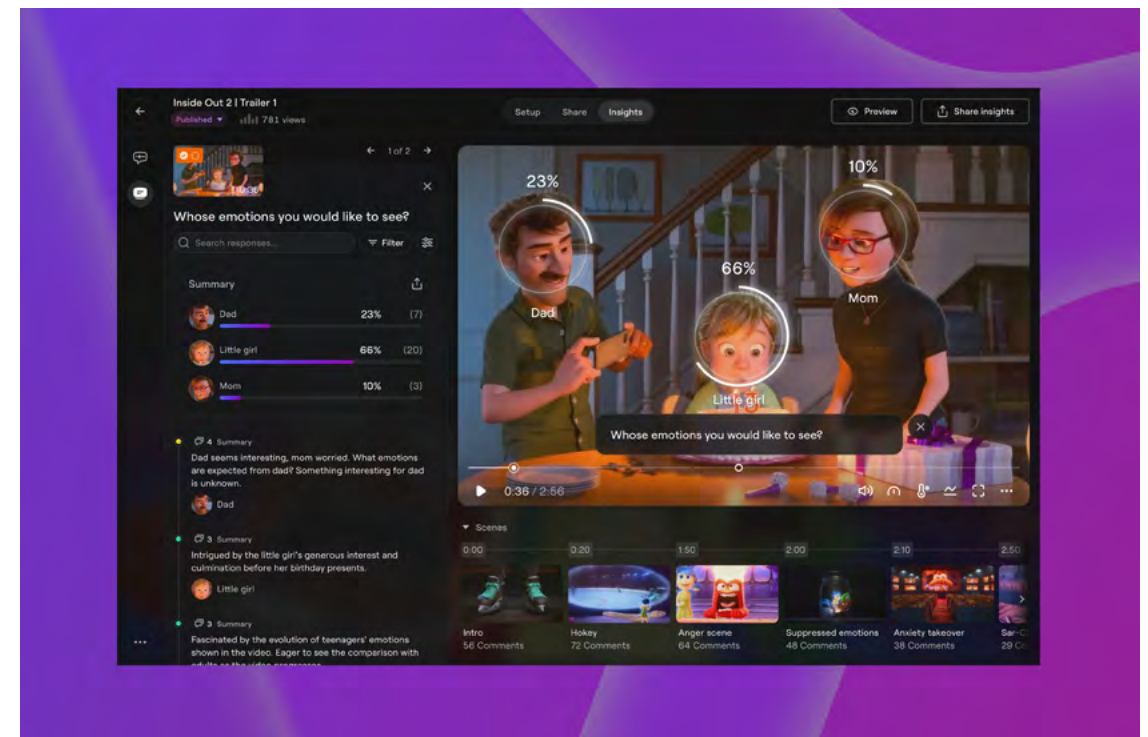 Inside Out 2 | Trailer 1
Published
781 views
Setup
Share
Insights
Preview
Share insights
1 of 2
Whose emotions you would like to see?
Search responses...
Filter
Summary
Dad 23% (7)
Little girl 66% (20)
Mom 10% (3)
4 Summary
Dad seems interesting, mom worried. What emotions
are expected from dad? Something interesting for dad
is unknown.
Dad
3 Summary
Intrigued by the little girl's generous interest and
culmination before her birthday presents.
Little girl
3 Summary
Fascinated by the evolution of teenagers' emotions
shown in the video. Eager to see the comparison with
adults as the video progresses.
23%
Dad
66%
Little girl
10%
Mom
Whose emotions you would like to see?
0:36 / 2:56
Scenes
0:00 0:20 1:50 2:00 2:10 2:50
Intro
56 Comments
Hokey
72 Comments
Anger scene
64 Comments
Suppressed emotions
48 Comments
Anxiety takeover
38 Comments
29